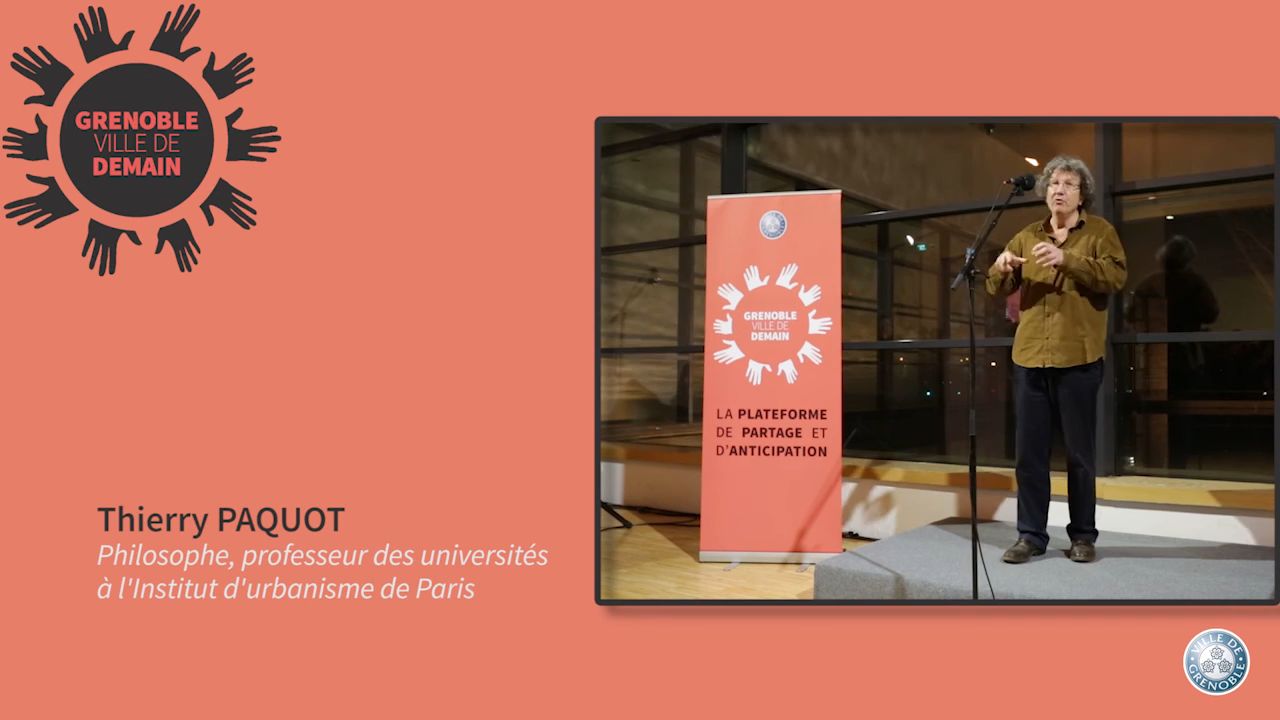 GRENOBLE
VILLE DE
DEMAIN
GRENOBLE
VILLE DE
DEMAIN
LA PLATEFORME
DE PARTAGE ET
D'ANTICIPATION
Thierry PAQUOT
Philosophe, professeur des universités
à l'Institut d'urbanisme de Paris
VILLE DE
GRENOBLE